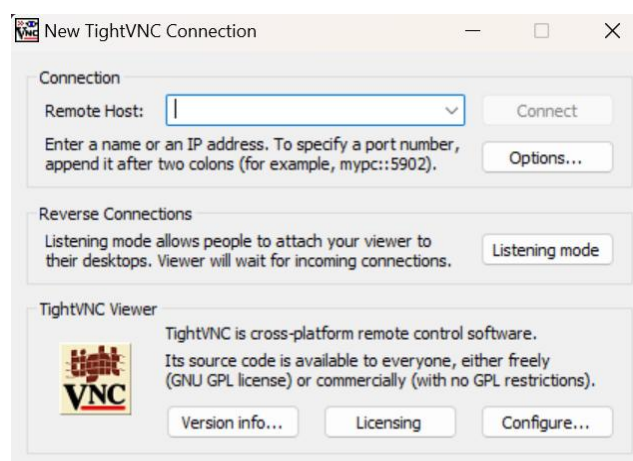 New TightVNC Connection
Connection
Remote Host:
Connect
Enter a name or an IP address. To specify a port number,
append it after two colons (for example, mypc::5902).
Options...
Reverse Connections
Listening mode allows people to attach your viewer to
their desktops. Viewer will wait for incoming connections.
Listening mode
TightVNC Viewer
tight
VNC
TightVNC is cross-platform remote control software.
Its source code is available to everyone, either freely
(GNU GPL license) or commercially (with no GPL restrictions).
Version info...
Licensing
Configure...